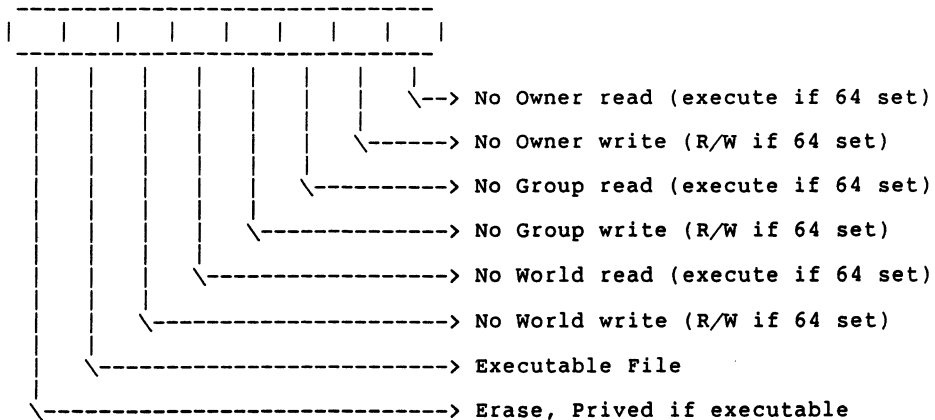 No Owner read (execute if 64 set)
No Owner write (R/W if 64 set)
No Group read (execute if 64 set)
No Group write (R/W if 64 set)
No World read (execute if 64 set)
No World write (R/W if 64 set)
Executable File
Erase, Prived if executable